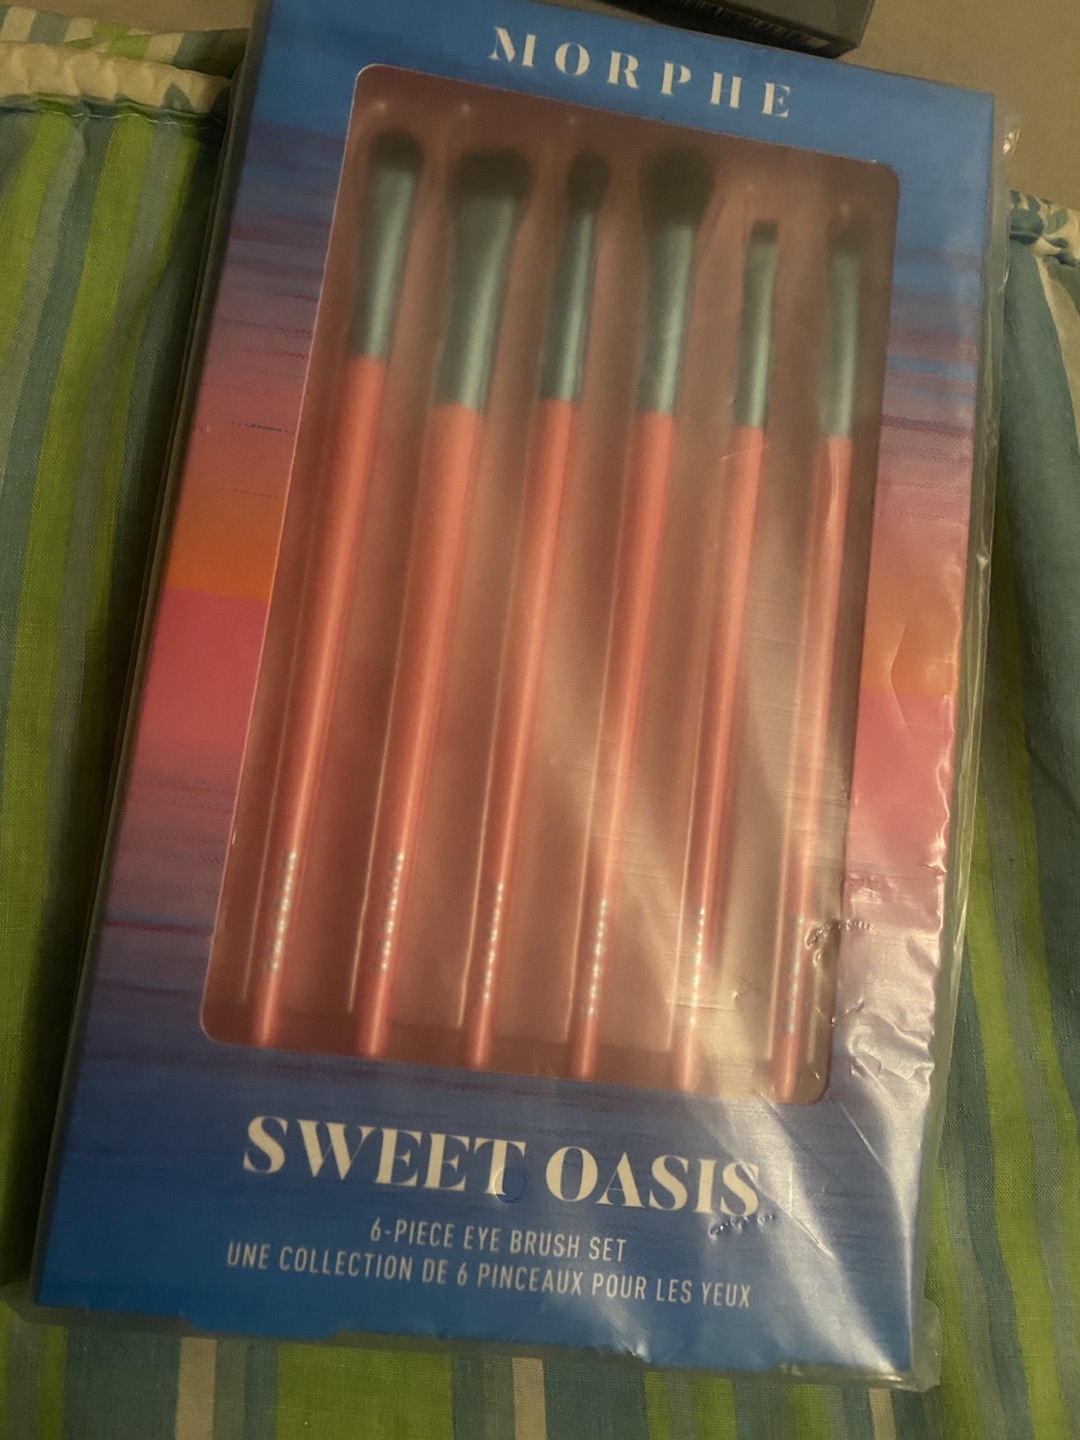 MORPHE
SWEET OASIS
6-PIECE EYE BRUSH SET
UNE COLLECTION DE 6 PINCEAUX POUR LES YEUX